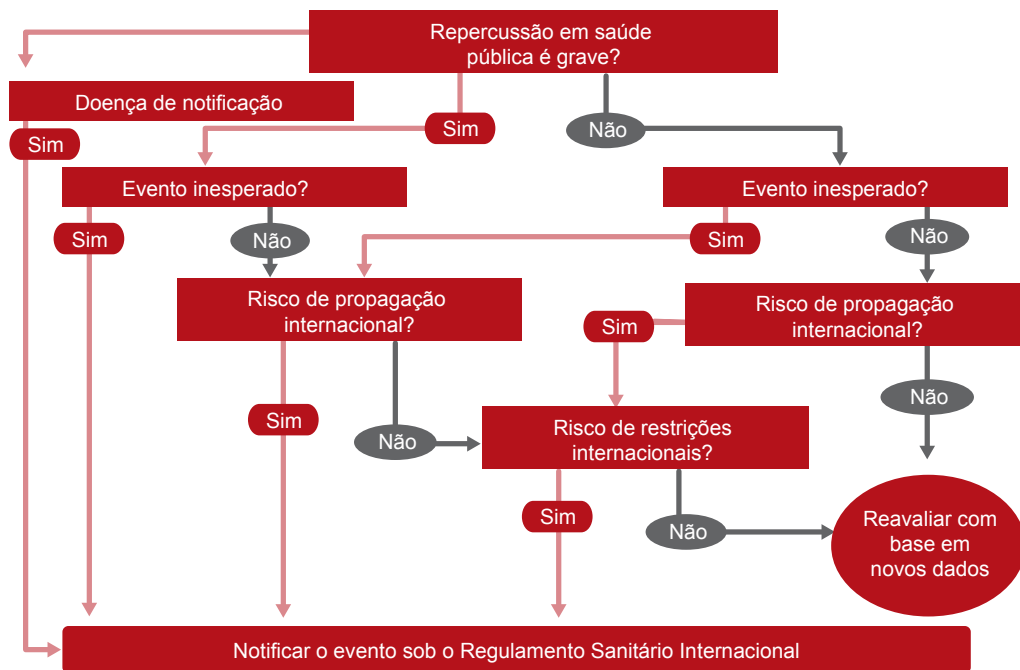 Repercussão em saúde
pública é grave?
Doença de notificação
Sim
Sim
Não
Evento inesperado?
Evento inesperado?
Sim
Não
Sim
Não
Risco de propagação
internacional?
Risco de propagação
internacional?
Sim
Sim
Não
Não
Risco de restrições
internacionais?
Sim
Não
Reavaliar com
base em
novos dados
Notificar o evento sob o Regulamento Sanitário Internacional